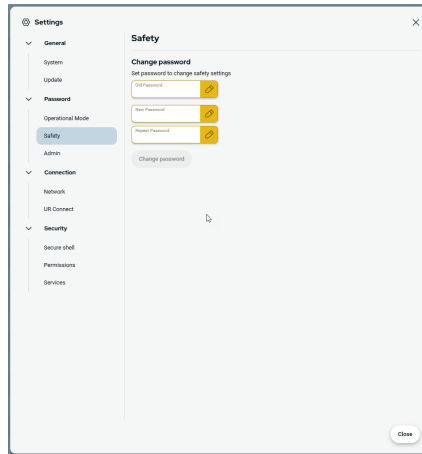 Settings
General
System
Update
Password
Operational Mode
Safety
Admin
Connection
Network
UR Connect
Security
Secure shell
Permissions
Services
Safety
Change password
Set password to change safety settings
Old Password
New Password
Repeat Password
Change password
Close